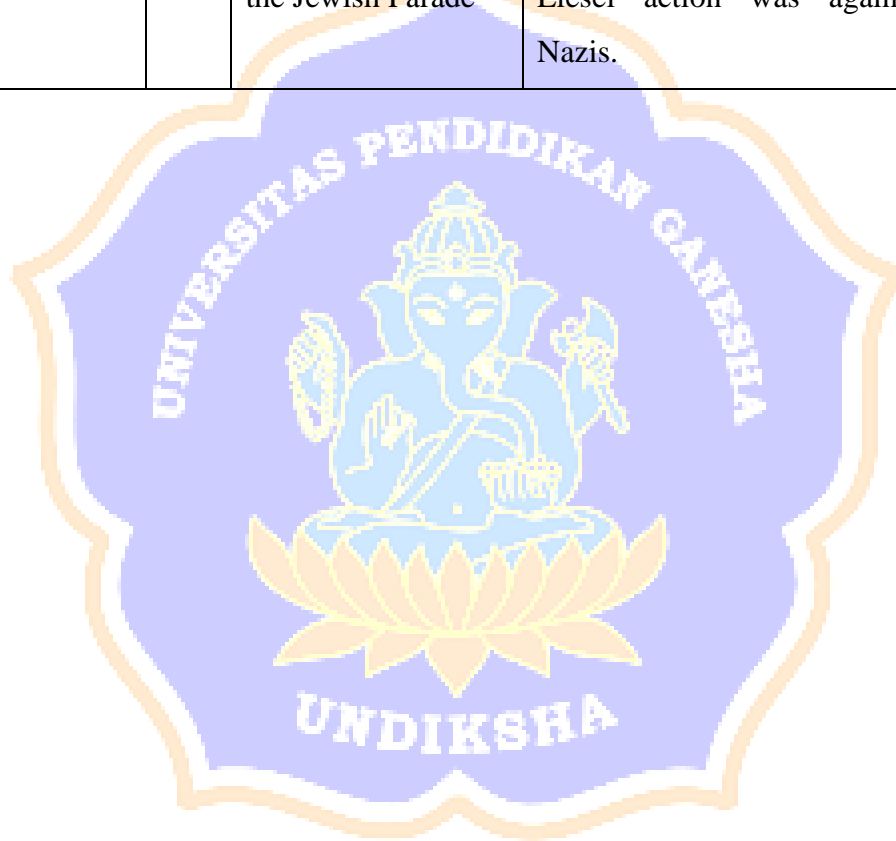 the Jewish Parade
Liesel action was again
Nazis.
UNIVERSITAS PENDIDIKAN GANESHA
UNDIKSHA